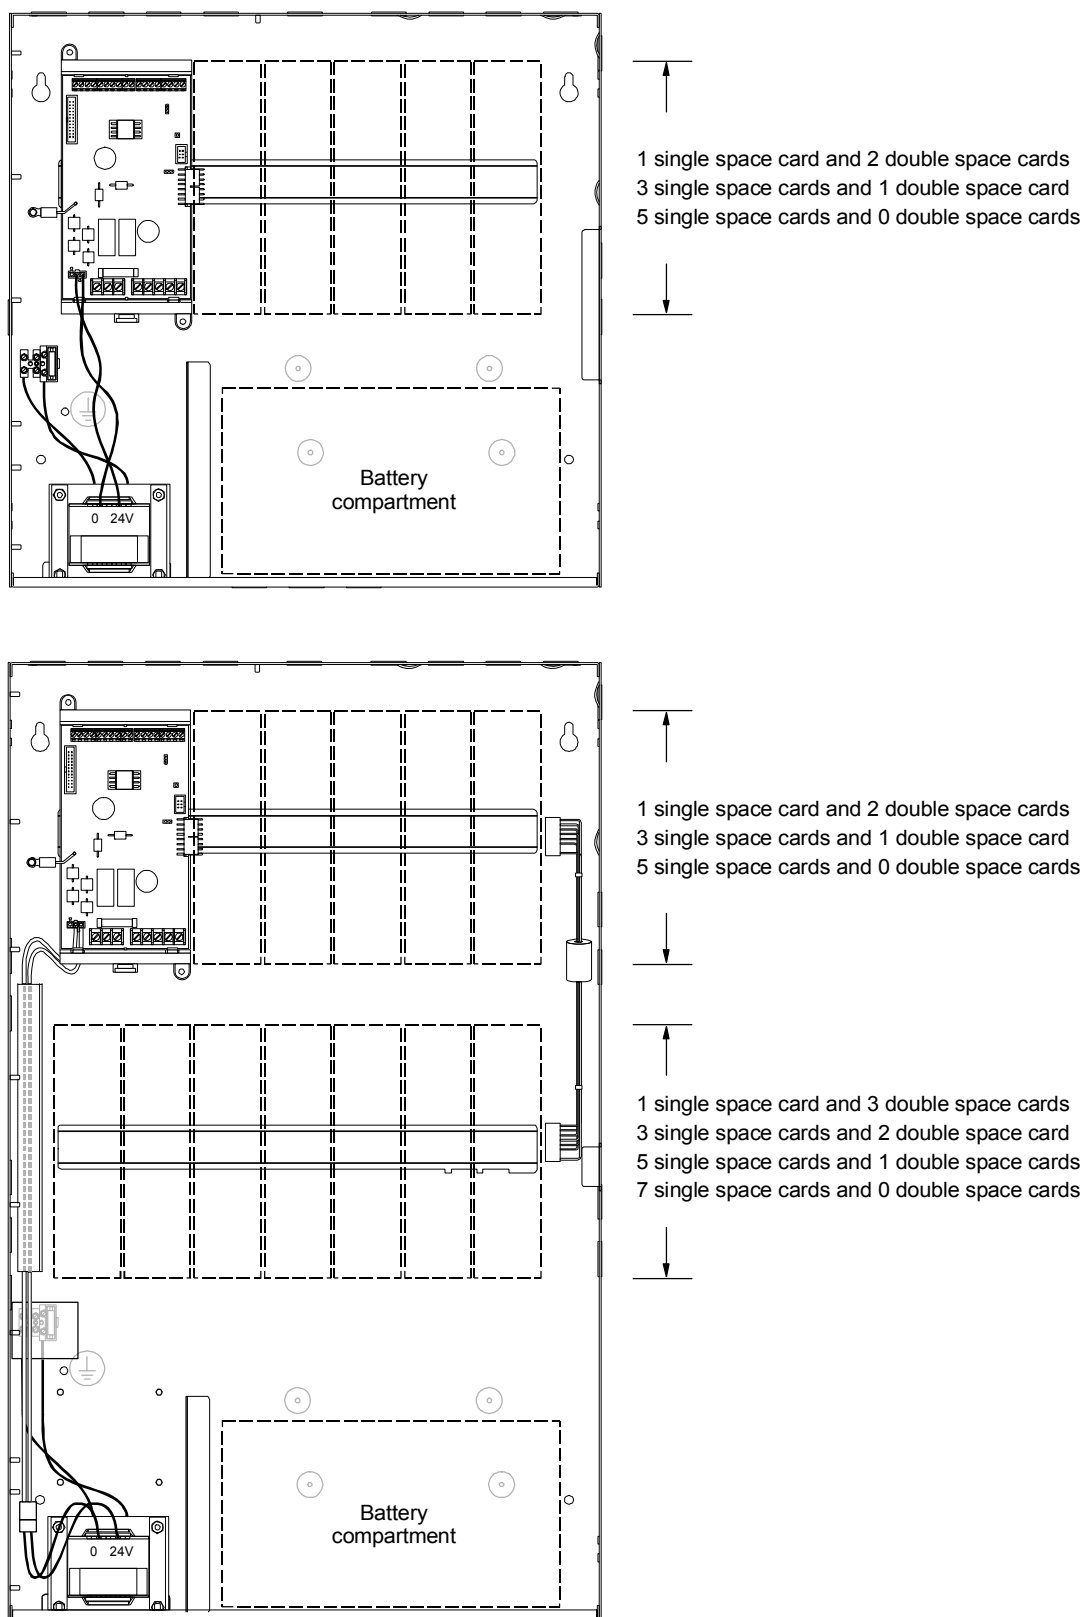 1 single space card and 2 double space cards
3 single space cards and 1 double space card
5 single space cards and 0 double space cards
Battery
compartment
0 24V
1 single space card and 2 double space cards
3 single space cards and 1 double space card
5 single space cards and 0 double space cards
1 single space card and 3 double space cards
3 single space cards and 2 double space card
5 single space cards and 1 double space cards
7 single space cards and 0 double space cards
Battery
compartment
0 24V